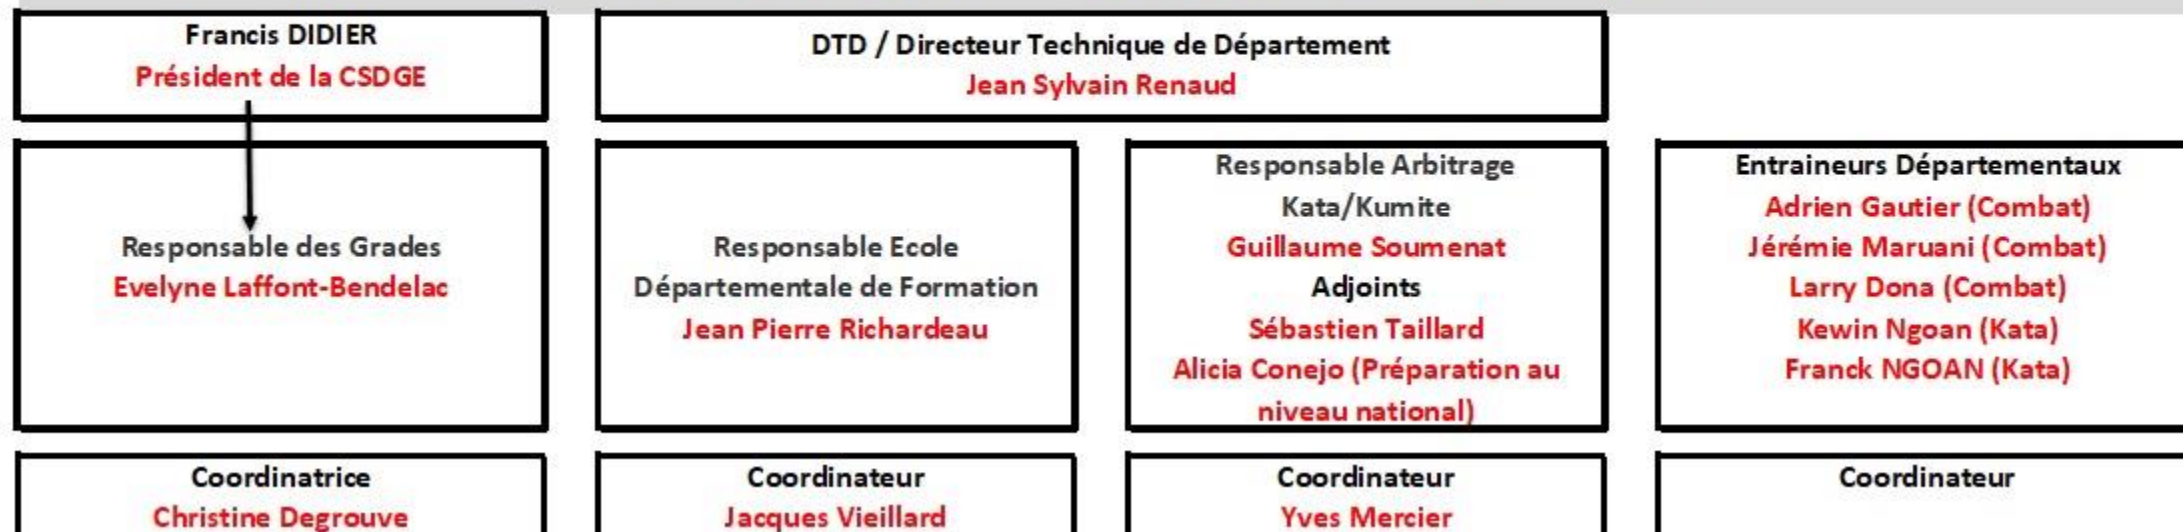 Francis DIDIER
Président de la CSDGE
DTD / Directeur Technique de Département
Jean Sylvain Renaud
Responsable des Grades
Evelyne Laffont-Bendelac
Responsable Ecole
Départementale de Formation
Jean Pierre Richardeau
Responsable Arbitrage
Kata/Kumite
Guillaume Soumenat
Adjoints
Sébastien Taillard
Alicia Conejo (Préparation au
niveau national)
Entraineurs Départementaux
Adrien Gautier (Combat)
Jérémie Maruani (Combat)
Larry Dona (Combat)
Kewin Ngoan (Kata)
Franck NGOAN (Kata)
Coordinatrice
Christine Degrouve
Coordinateur
Jacques Vieillard
Coordinateur
Yves Mercier
Coordinateur